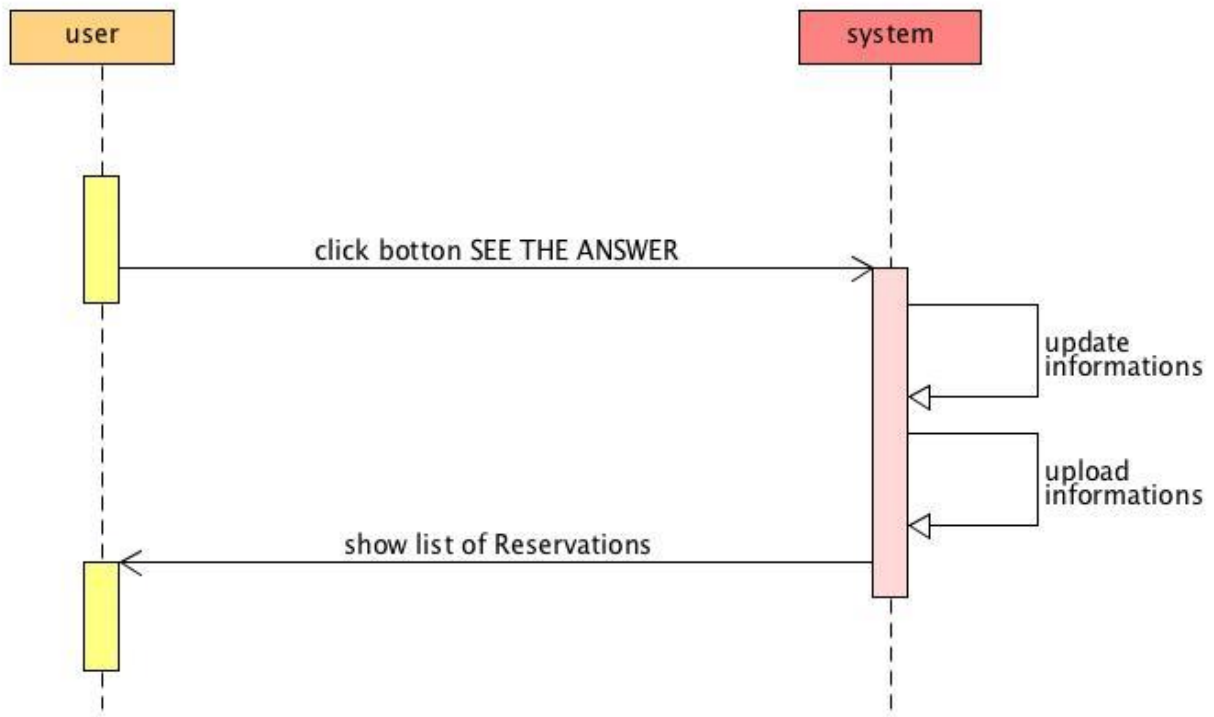 user
system
click botton SEE THE ANSWER
update
informations
upload
informations
show list of Reservations